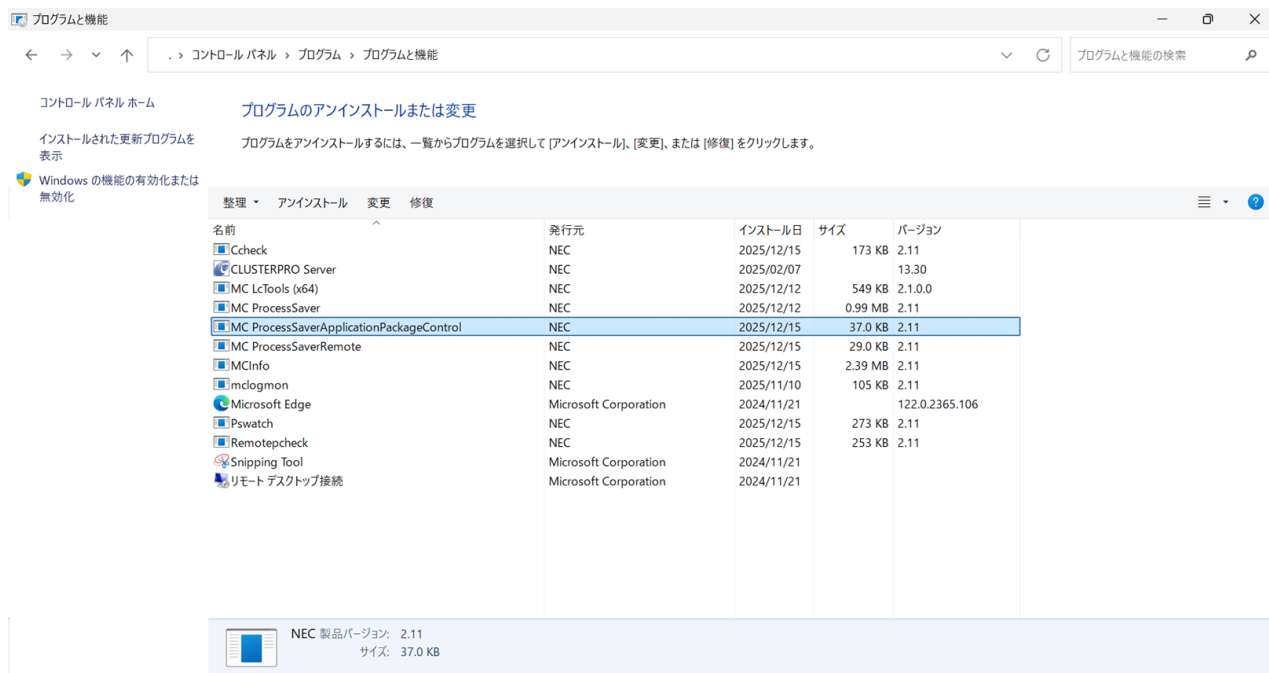 プログラムと機能
. › コントロール パネル › プログラム › プログラムと機能
プログラムと機能の検索
コントロール パネル ホーム
インストールされた更新プログラムを
表示
Windows の機能の有効化または
無効化
プログラムのアンインストールまたは変更
プログラムをアンインストールするには、一覧からプログラムを選択して [アンインストール]、[変更]、または [修復] をクリックします。
整理 アンインストール 変更 修復
名前 発行元 インストール日 サイズ バージョン
Ccheck NEC 2025/12/15 173 KB 2.11
CLUSTERPRO Server NEC 2025/02/07 13.30
MC LcTools (x64) NEC 2025/12/12 549 KB 2.1.0.0
MC ProcessSaver NEC 2025/12/12 0.99 MB 2.11
MC ProcessSaverApplicationPackageControl NEC 2025/12/15 37.0 KB 2.11
MC ProcessSaverRemote NEC 2025/12/15 29.0 KB 2.11
MCInfo NEC 2025/12/15 2.39 MB 2.11
mclogmon NEC 2025/11/10 105 KB 2.11
Microsoft Edge Microsoft Corporation 2024/11/21 122.0.2365.106
Pswatch NEC 2025/12/15 273 KB 2.11
Remotepcheck NEC 2025/12/15 253 KB 2.11
Snipping Tool Microsoft Corporation 2024/11/21
リモート デスクトップ接続 Microsoft Corporation 2024/11/21
NEC 製品バージョン: 2.11
サイズ: 37.0 KB